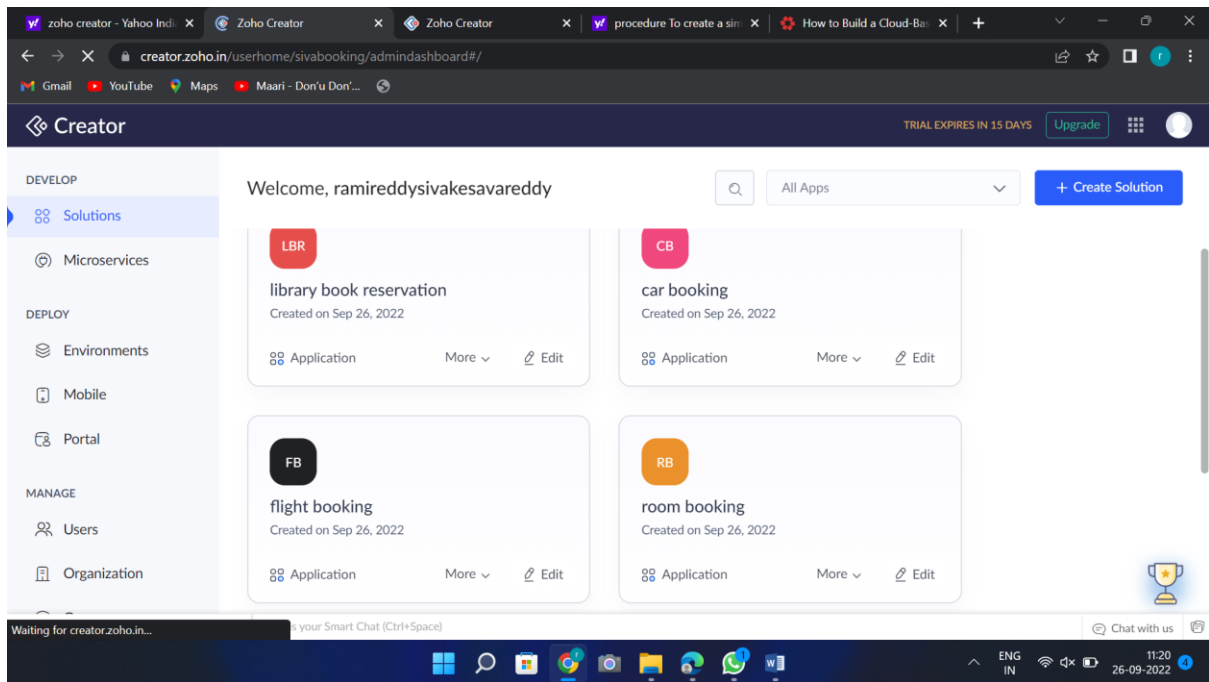 zoho creator - Yahoo Indi
Zoho Creator
Zoho Creator
procedure To create a sim
How to Build a Cloud-Bas
creator.zoho.in/userhome/sivabooking/admindashboard#/
r
Gmail
YouTube
Maps
Maari - Don'u Don'...
Creator
TRIAL EXPIRES IN 15 DAYS
Upgrade
DEVELOP
Solutions
Microservices
DEPLOY
Environments
Mobile
Portal
MANAGE
Users
Organization
Welcome, ramireddysivakesavareddy
All Apps
+ Create Solution
LBR
library book reservation
Created on Sep 26, 2022
Application More Edit
CB
car booking
Created on Sep 26, 2022
Application More Edit
FB
flight booking
Created on Sep 26, 2022
Application More Edit
RB
room booking
Created on Sep 26, 2022
Application More Edit
Waiting for creator.zoho.in...
s your Smart Chat (Ctrl+Space)
Chat with us
ENG
IN
11:20
26-09-2022
4